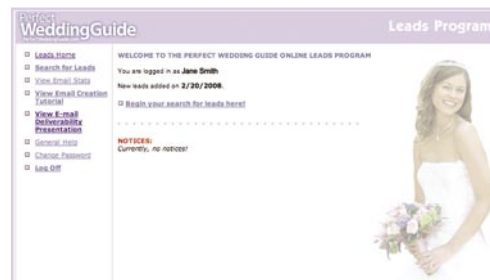 Perfect
WeddingGuide
Leads Program
Leads Home
Search for Leads
View Email Stats
View Email Creation
Tutorial
View E-mail
Deliverability
Presentation
General Help
Change Password
Log Off
WELCOME TO THE PERFECT WEDDING GUIDE ONLINE LEADS PROGRAM
You are logged in as Jane Smith
New leads added on 2/20/2008.
Begin your search for leads here!
NOTICES:
Currently, no notices!